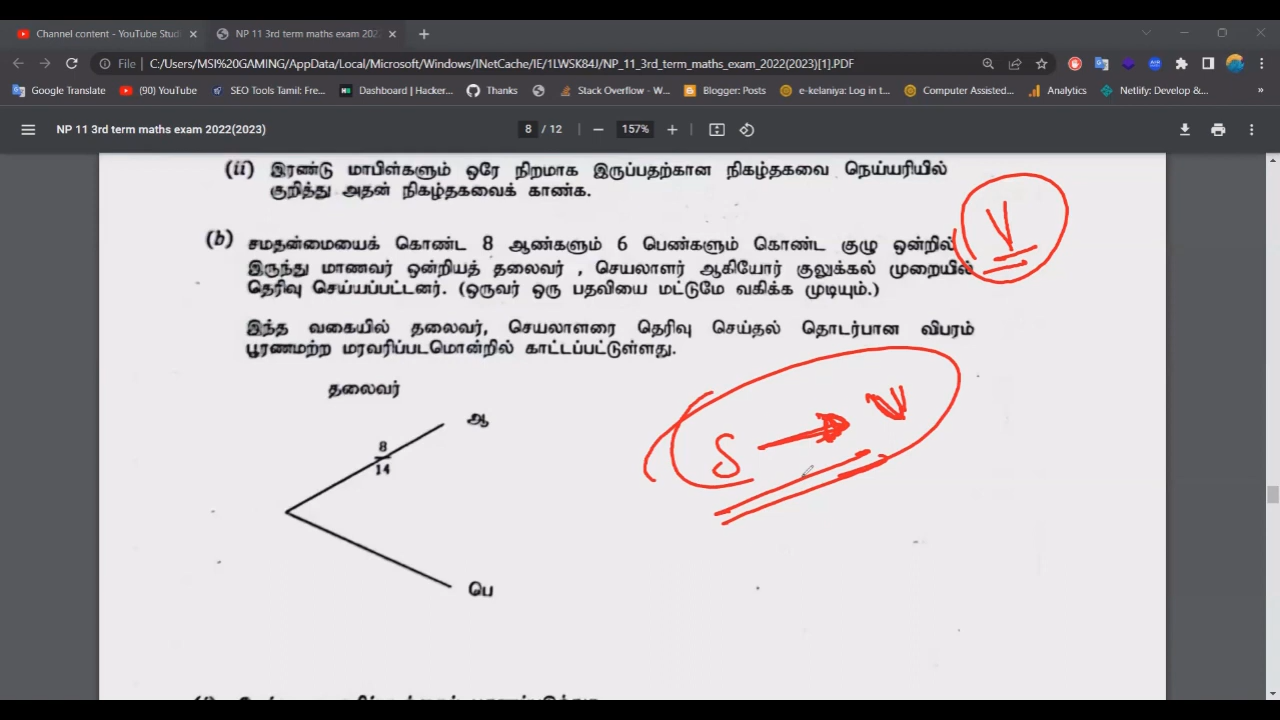 Channel content - YouTube Stud
NP 11 3rd term maths exam 202
File
C:/Users/MSI%20GAMING/AppData/Local/Microsoft/Windows/INetCache/IE/1LWSK84J/NP_11_3rd_term_maths_exam_2022(2023)[1].PDF
Google Translate
(90) YouTube
SEO Tools Tamil: Fre...
Dashboard | Hacker...
Thanks
Stack Overflow - W...
Blogger: Posts
e-kelaniya: Log in t...
Computer Assisted...
Analytics
Netlify: Develop &...
»
NP 11 3rd term maths exam 2022(2023)
8 / 12
157%
(ii) இரண்டு மாபிள்களும் ஒரே நிறமாக இருப்பதற்கான நிகழ்தகவை நெய்யரியில்
குறித்து அதன் நிகழ்தகவைக் காண்க.
(b) சமதன்மையைக் கொண்ட 8 ஆண்களும் 6 பெண்களும் கொண்ட குழு ஒன்றில்
இருந்து மாணவர் ஒன்றியத் தலைவர் , செயலாளர் ஆகியோர் குலுக்கல் முறையில்
தெரிவு செய்யப்பட்டனர். (ஒருவர் ஒரு பதவியை மட்டுமே வகிக்க முடியும்.)
இந்த வகையில் தலைவர், செயலாளரை தெரிவு செய்தல் தொடர்பான விபரம்
பூரணமற்ற மரவரிப்படமொன்றில் காட்டப்பட்டுள்ளது.
தலைவர்
ஆ
8
14
பெ
V
S → V